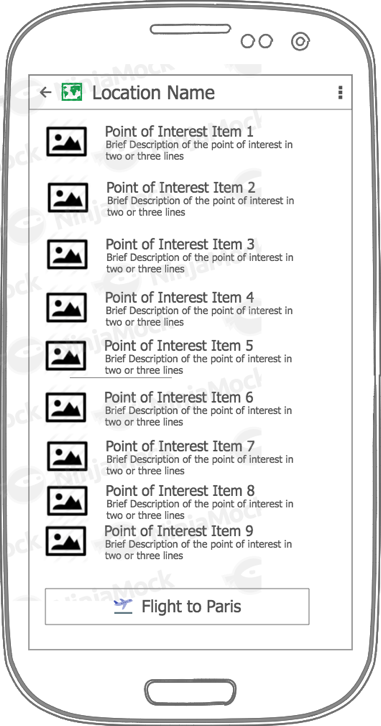 Location Name
Point of Interest Item 1
Brief Description of the point of interest in
two or three lines
Point of Interest Item 2
Brief Description of the point of interest in
two or three lines
Point of Interest Item 3
Brief Description of the point of interest in
two or three lines
Point of Interest Item 4
Brief Description of the point of interest in
two or three lines
Point of Interest Item 5
Brief Description of the point of interest in
two or three lines
Point of Interest Item 6
Brief Description of the point of interest in
two or three lines
Point of Interest Item 7
Brief Description of the point of interest in
two or three lines
Point of Interest Item 8
Brief Description of the point of interest in
two or three lines
Point of Interest Item 9
Brief Description of the point of interest in
two or three lines
Flight to Paris
NinjaMock